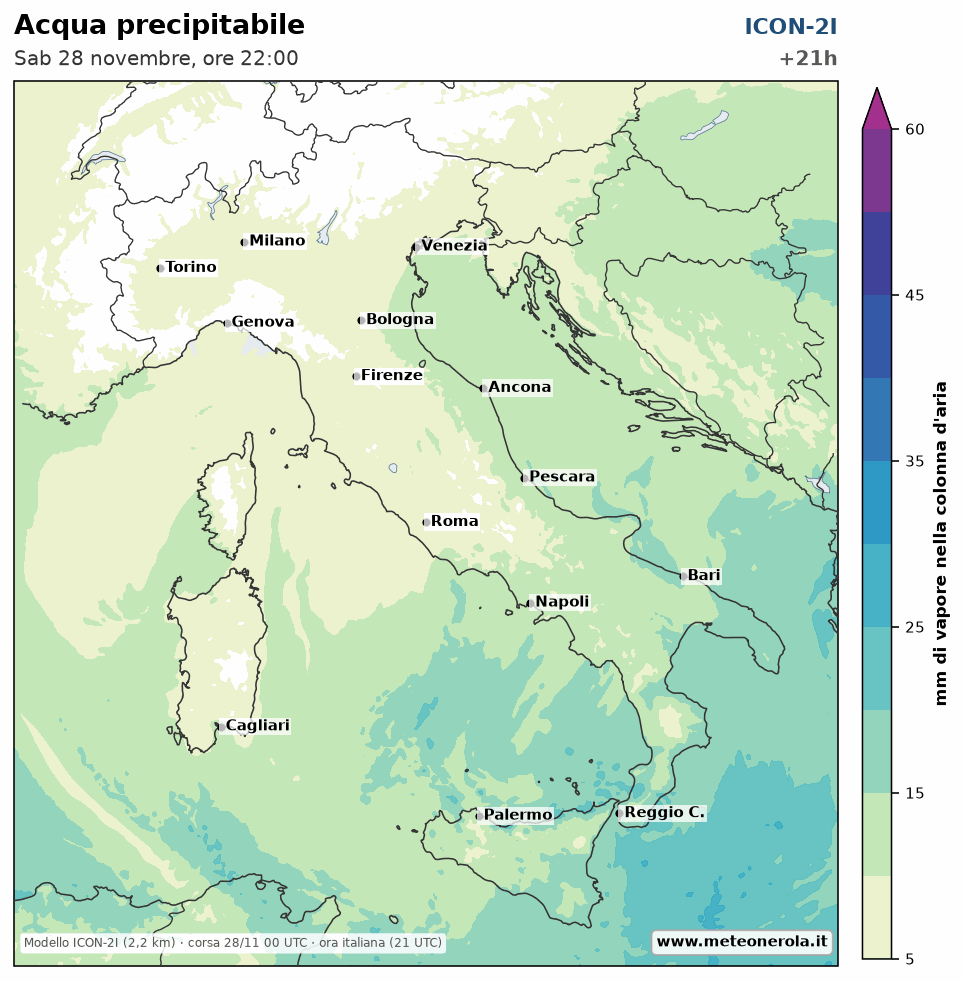 Acqua precipitabile
ICON-2I
Sab 28 novembre, ore 22:00
+21h
60
45
35
25
15
5
mm di vapore nella colonna d'aria
Milano
Venezia
Torino
Genova
Bologna
Firenze
Ancona
Pescara
Roma
Bari
Napoli
Cagliari
Palermo
Reggio C.
Modello ICON-2I (2,2 km) · corsa 28/11 00 UTC · ora italiana (21 UTC)
www.meteonerola.it